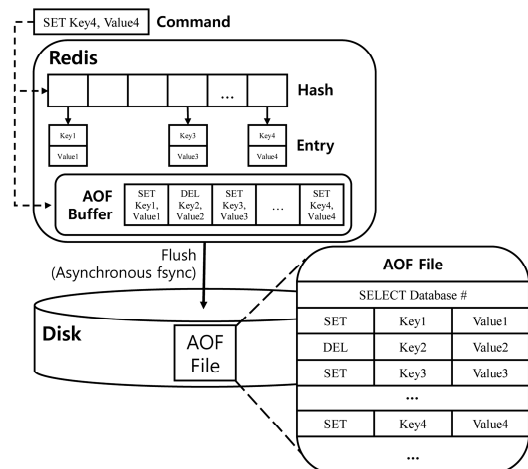 SET Key4, Value4 Command
Redis
... Hash
Key1 Key3 Key4
Value1 Value3 Value4
Entry
AOF
Buffer
SET DEL SET SET
Key1, Key2, Key3, ... Key4,
Value1 Value2 Value3 Value4
Flush
(Asynchronous fsync)
Disk
AOF
File
AOF File
SELECT Database #
SET Key1 Value1
DEL Key2 Value2
SET Key3 Value3
...
SET Key4 Value4
...